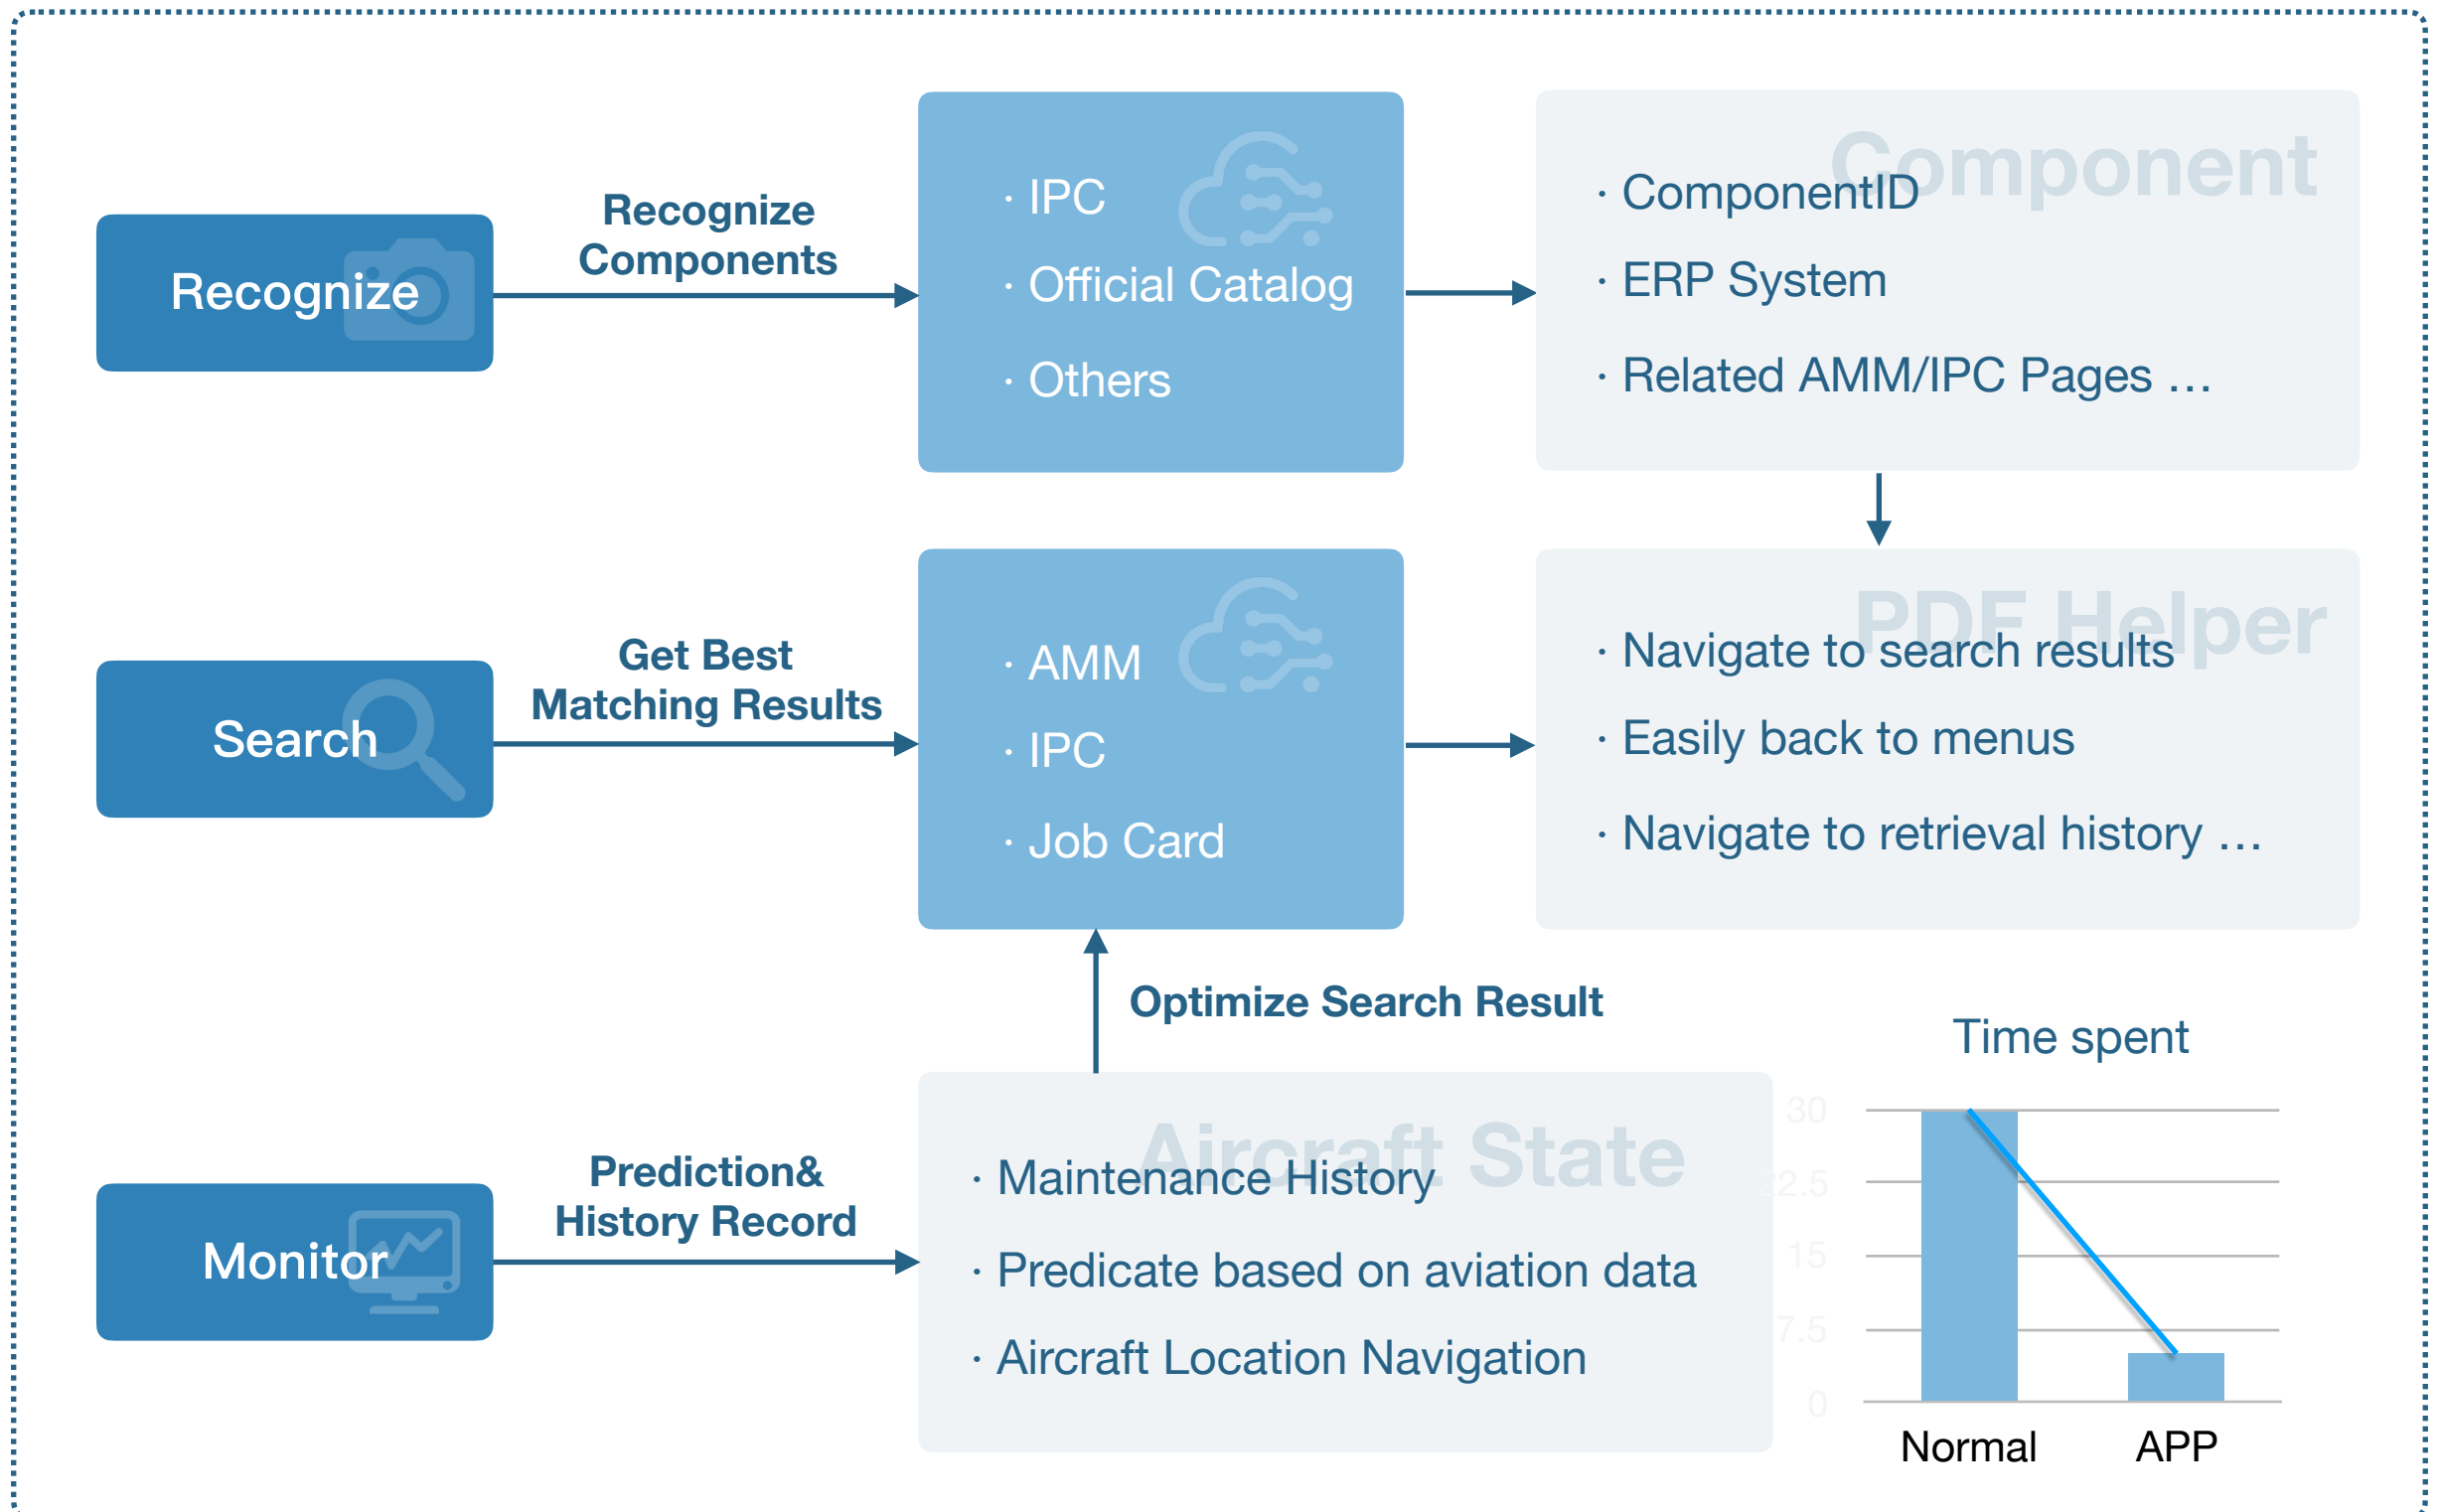 Recognize
Recognize
Components
· IPC
· Official Catalog
· Others
Component
· ComponentID
· ERP System
· Related AMM/IPC Pages …
Search
Get Best
Matching Results
· AMM
· IPC
· Job Card
PDF Helper
· Navigate to search results
· Easily back to menus
· Navigate to retrieval history …
Optimize Search Result
Monitor
Prediction&
History Record
Aircraft State
· Maintenance History
· Predicate based on aviation data
· Aircraft Location Navigation
Time spent
30
22.5
15
7.5
0
Normal APP